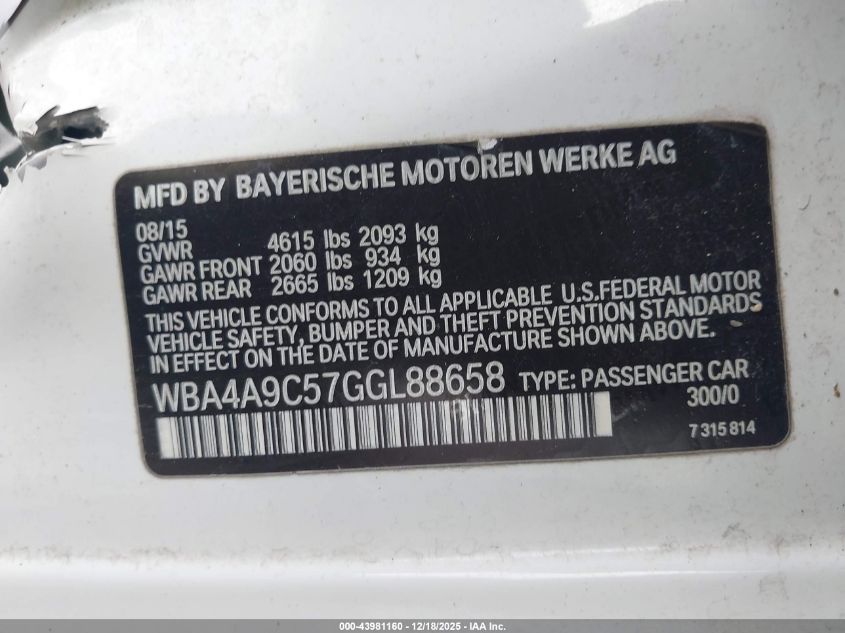 MFD BY BAYERISCHE MOTOREN WERKE AG
08/15
GVWR 4615 lbs 2093 kg
GAWR FRONT 2060 lbs 934 kg
GAWR REAR 2665 lbs 1209 kg
THIS VEHICLE CONFORMS TO ALL APPLICABLE U.S.FEDERAL MOTOR
VEHICLE SAFETY, BUMPER AND THEFT PREVENTION STANDARDS
IN EFFECT ON THE DATE OF MANUFACTURE SHOWN ABOVE.
WBA4A9C57GGL88658 TYPE: PASSENGER CAR
300/0
7 315 814
000-43981160 - 12/18/2025 - IAA Inc.